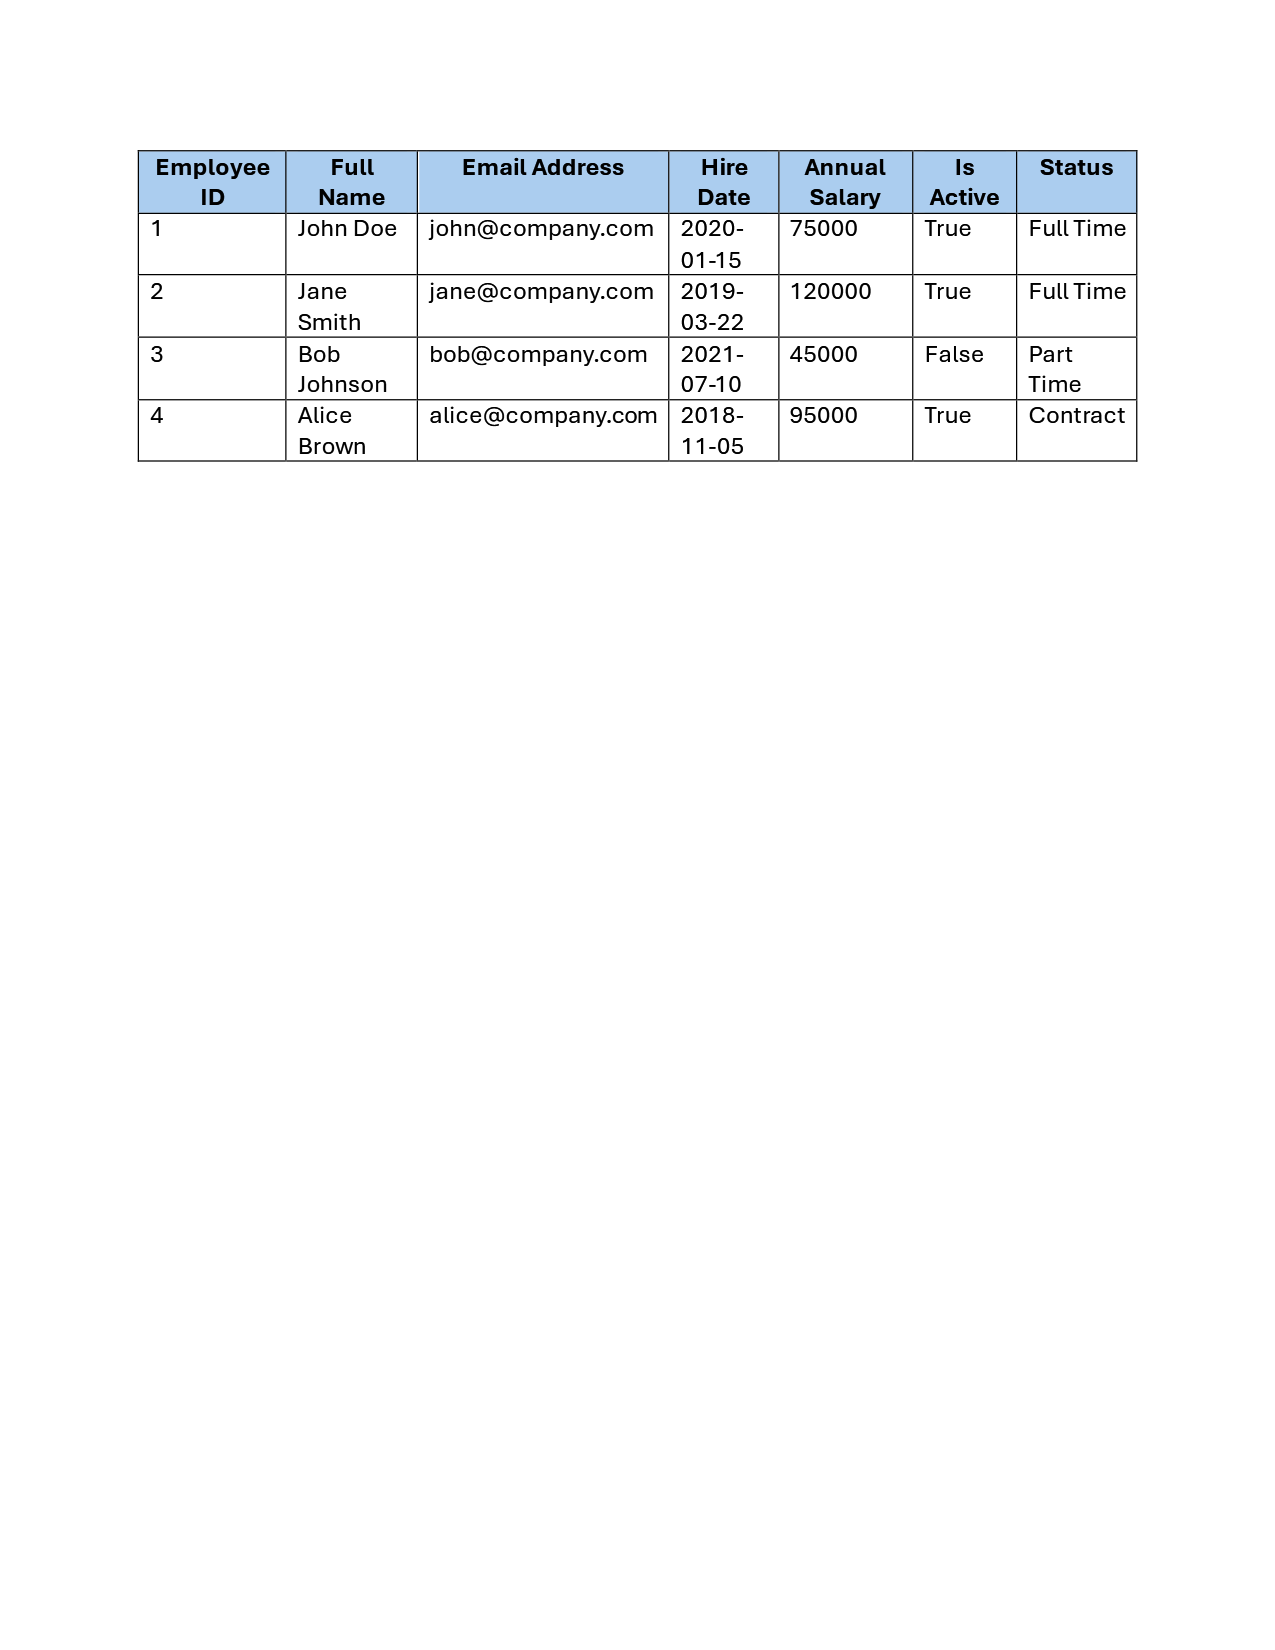 Employee ID | Full Name | Email Address | Hire Date | Annual Salary | Is Active | Status
1 | John Doe | john@company.com | 2020-01-15 | 75000 | True | Full Time
2 | Jane Smith | jane@company.com | 2019-03-22 | 120000 | True | Full Time
3 | Bob Johnson | bob@company.com | 2021-07-10 | 45000 | False | Part Time
4 | Alice Brown | alice@company.com | 2018-11-05 | 95000 | True | Contract